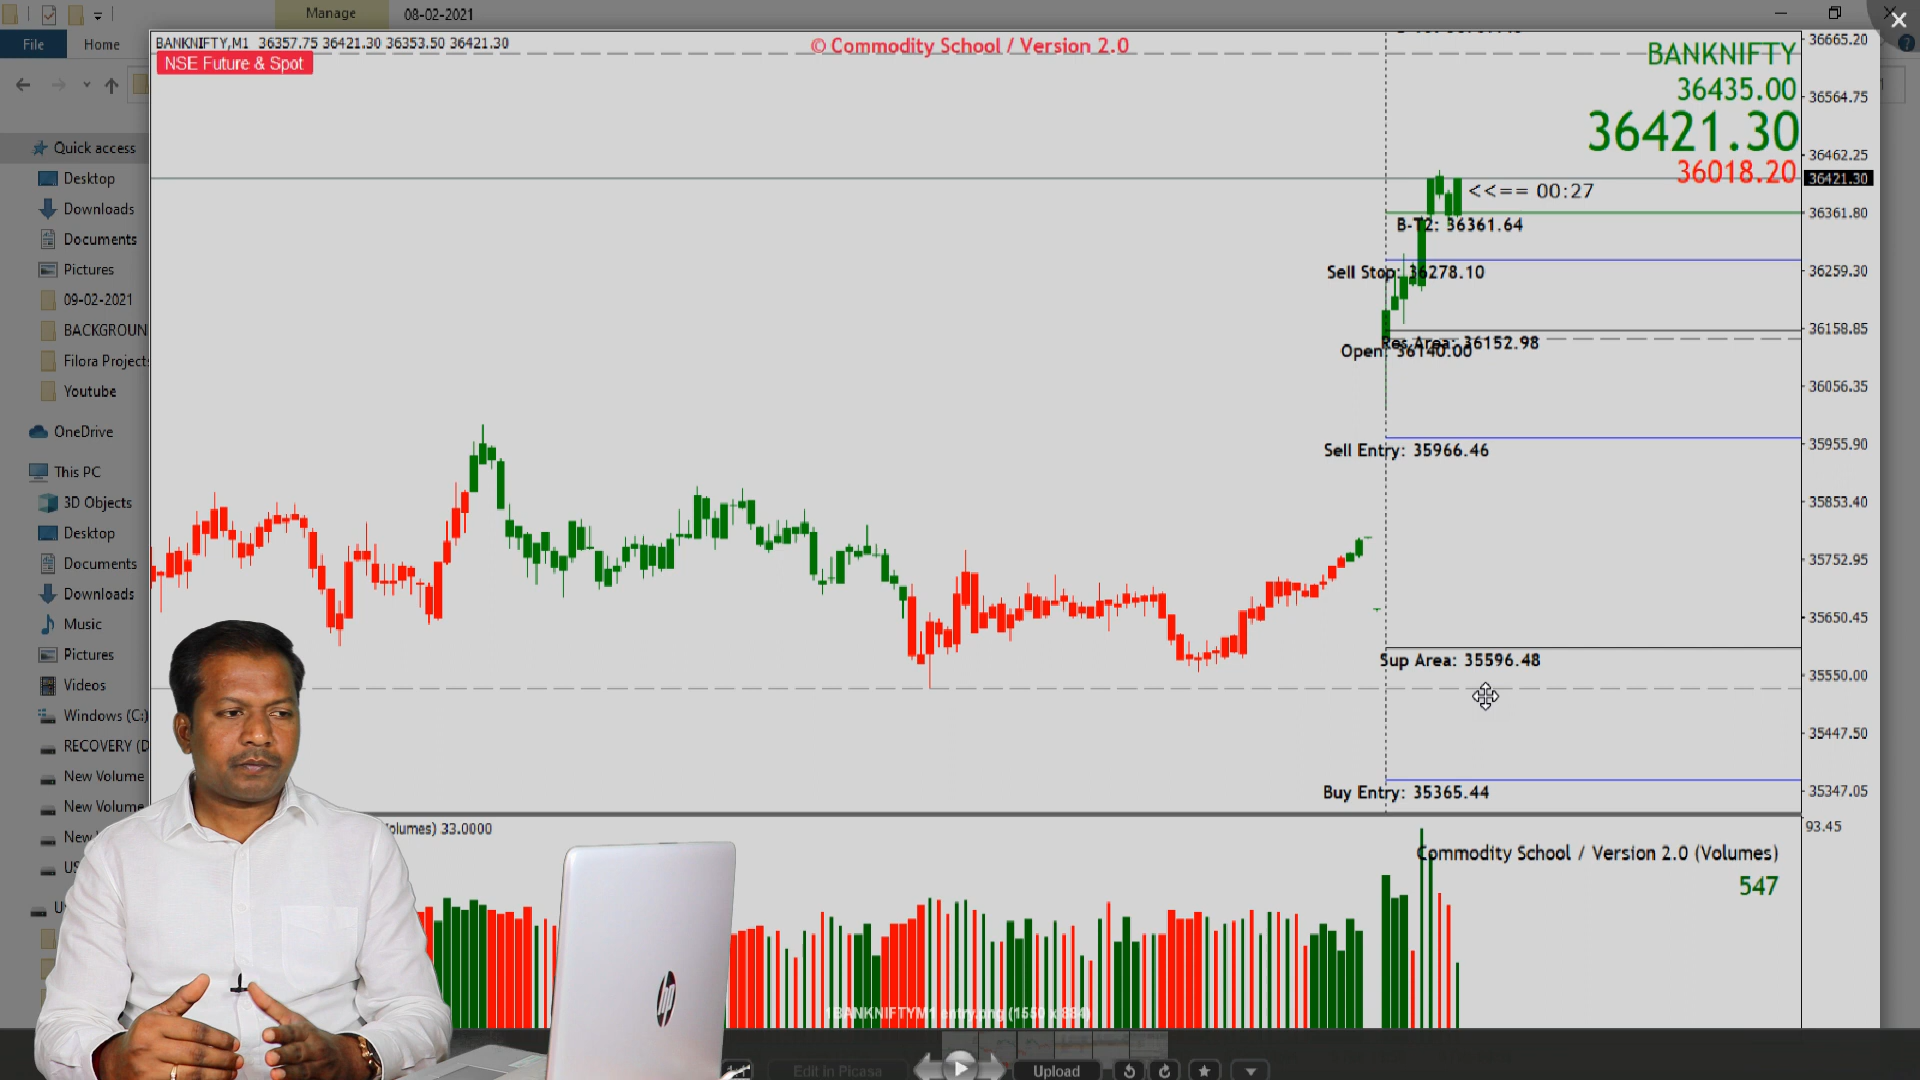 Manage
08-02-2021
File
Home
BANKNIFTY,M1 36357.75 36421.30 36353.50 36421.30
NSE Future & Spot
© Commodity School / Version 2.0
BANKNIFTY
36435.00
36421.30
36018.20
<<== 00:27
B-T2: 36361.64
Sell Stop: 36278.10
Res Area: 36152.98
Open: 36140.00
Sell Entry: 35966.46
Sup Area: 35596.48
Buy Entry: 35365.44
36665.20
36564.75
36462.25
36421.30
36361.80
36259.30
36158.85
36056.35
35955.90
35853.40
35752.95
35650.45
35550.00
35447.50
35347.05
93.45
Quick access
Desktop
Downloads
Documents
Pictures
09-02-2021
BACKGROUN
Filora Projects
Youtube
OneDrive
This PC
3D Objects
Desktop
Documents
Downloads
Music
Pictures
Videos
Windows (C:)
RECOVERY (D
New Volume
New Volume
New
US
U
olumes) 33.0000
Commodity School / Version 2.0 (Volumes)
547
hp
1BANKNIFTYM1 entry.png (1550 x 884)
Edit in Picasa
Upload